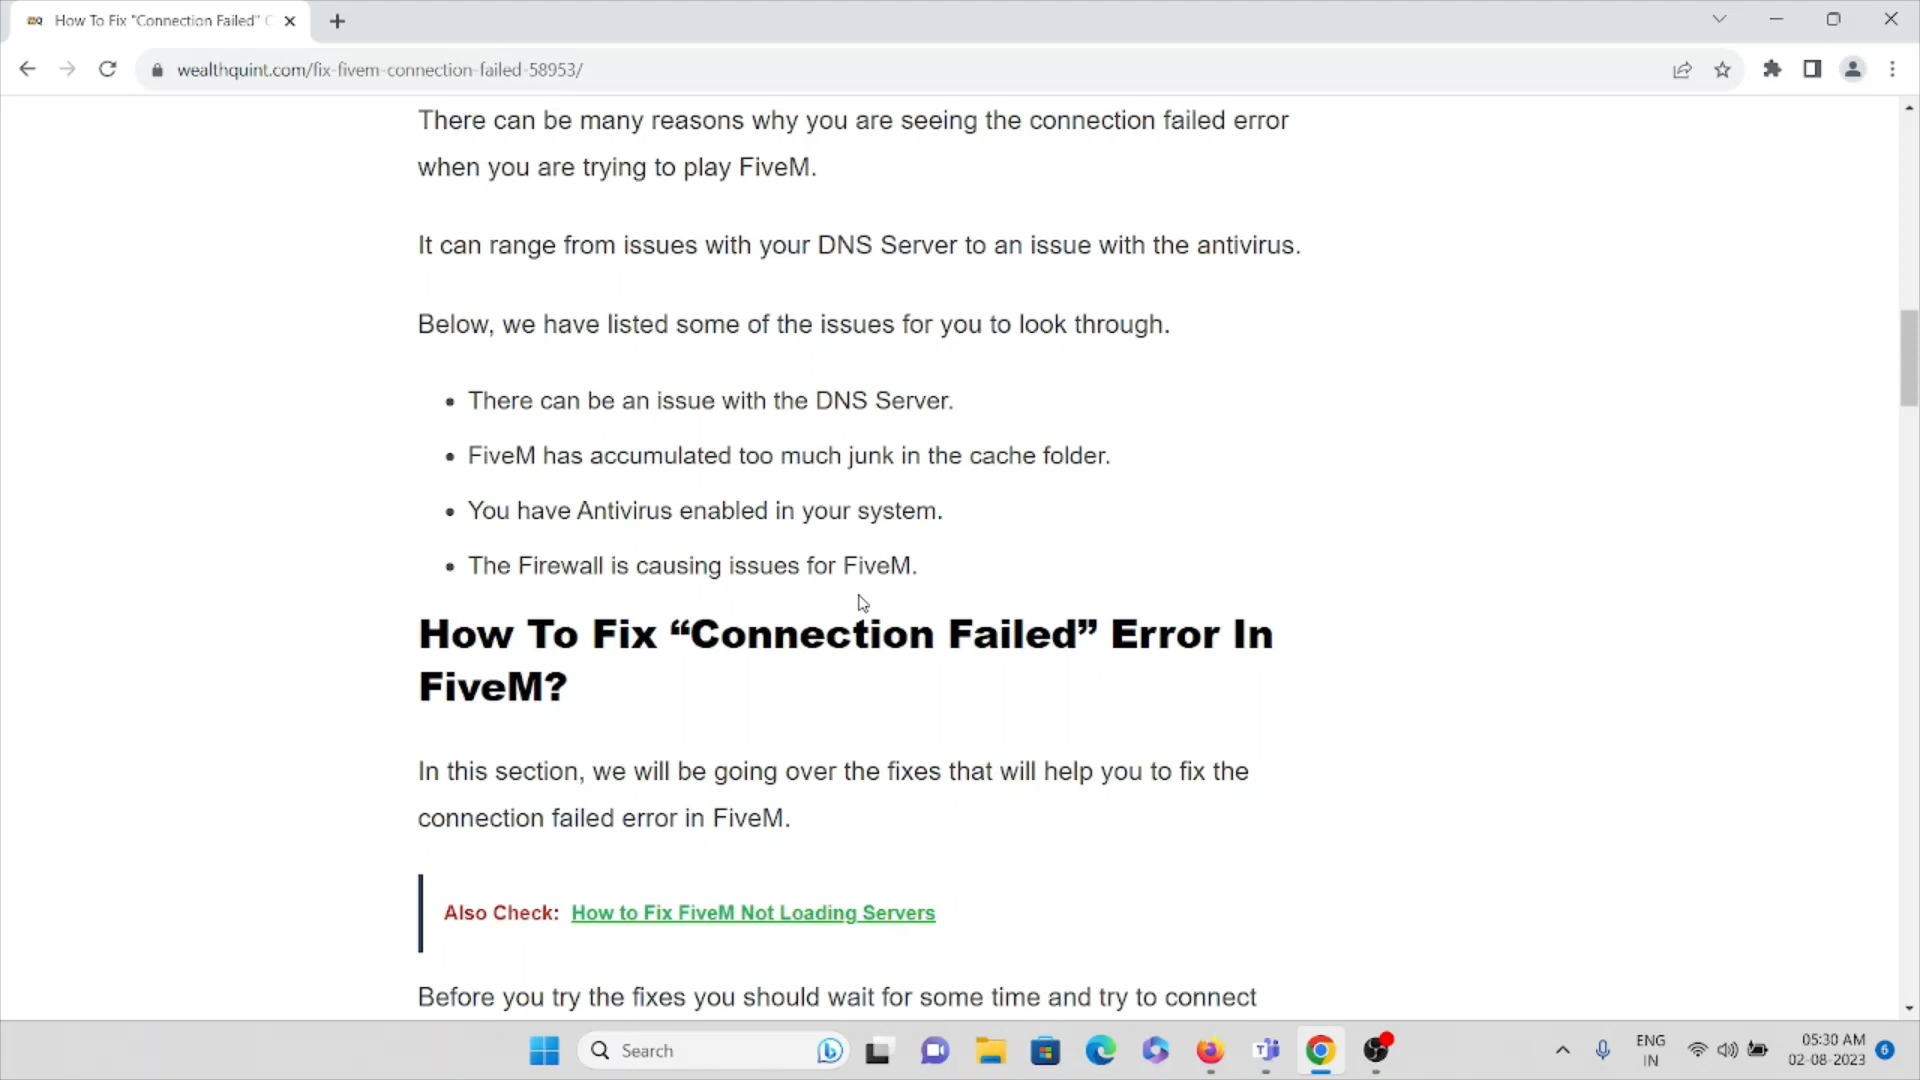 How To Fix "Connection Failed" C
wealthquint.com/fix-fivem-connection-failed-58953/
There can be many reasons why you are seeing the connection failed error
when you are trying to play FiveM.
It can range from issues with your DNS Server to an issue with the antivirus.
Below, we have listed some of the issues for you to look through.
There can be an issue with the DNS Server.
FiveM has accumulated too much junk in the cache folder.
You have Antivirus enabled in your system.
The Firewall is causing issues for FiveM.
How To Fix “Connection Failed” Error In
FiveM?
In this section, we will be going over the fixes that will help you to fix the
connection failed error in FiveM.
Also Check: How to Fix FiveM Not Loading Servers
Before you try the fixes you should wait for some time and try to connect
Search
ENG
IN
05:30 AM
02-08-2023
6